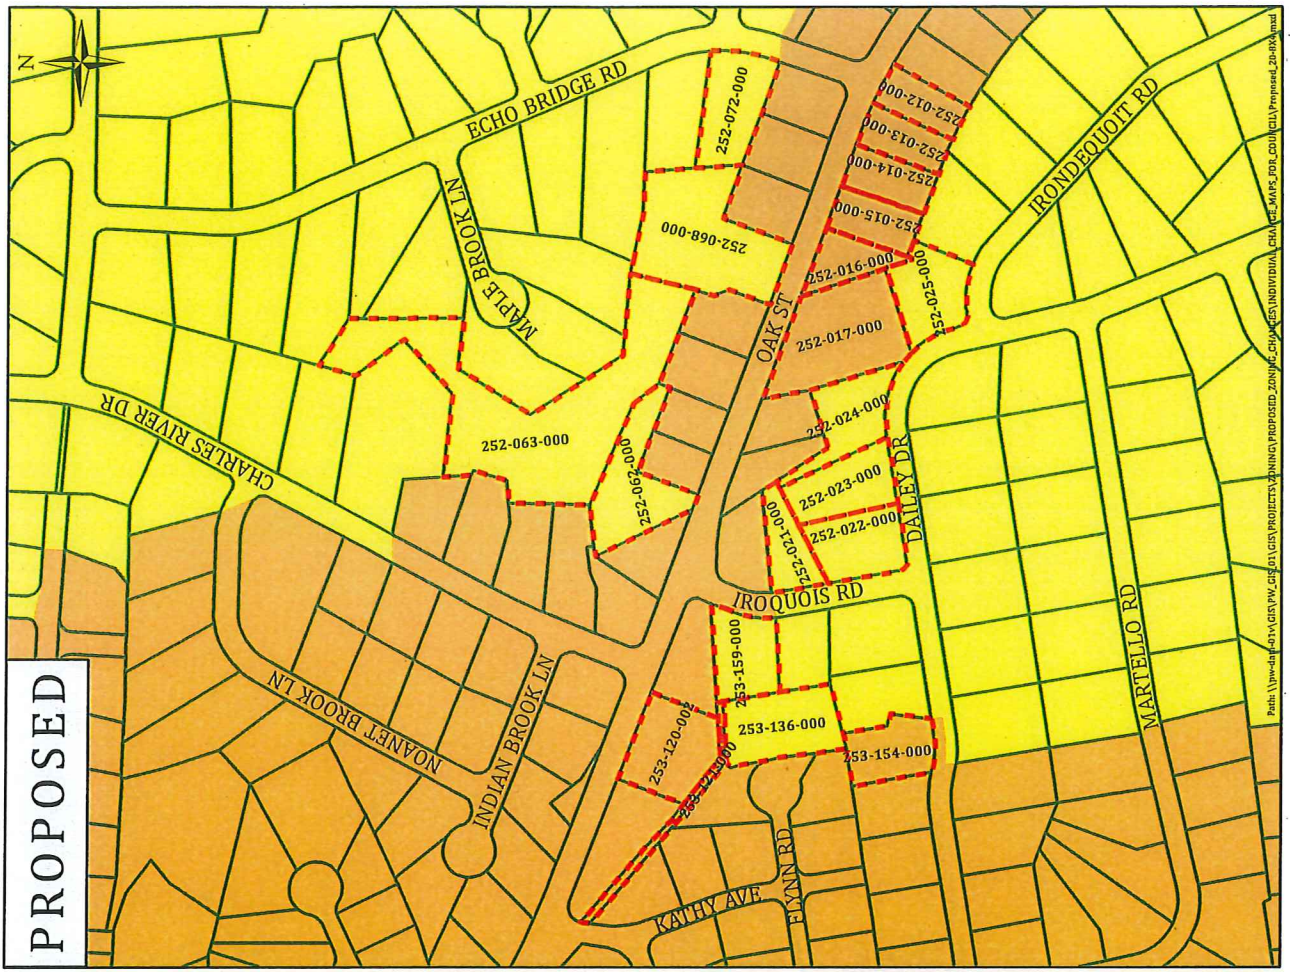 PROPOSED
N
ECHO BRIDGE RD
MAPLE BROOK LN
CHARLES RIVER DR
NOANET BROOK LN
INDIAN BROOK LN
OAK ST
IRONDEQUOIT RD
IROQUOIS RD
DAILEY DR
MARTELLO RD
KATHY AVE
FLYNN RD
252-072-000
252-068-000
252-063-000
252-062-000
252-012-000
252-013-000
252-014-000
252-015-000
252-016-000
252-017-000
252-025-000
252-024-000
252-023-000
252-022-000
252-021-000
253-159-000
253-136-000
253-154-000
253-120-002
253-121-000